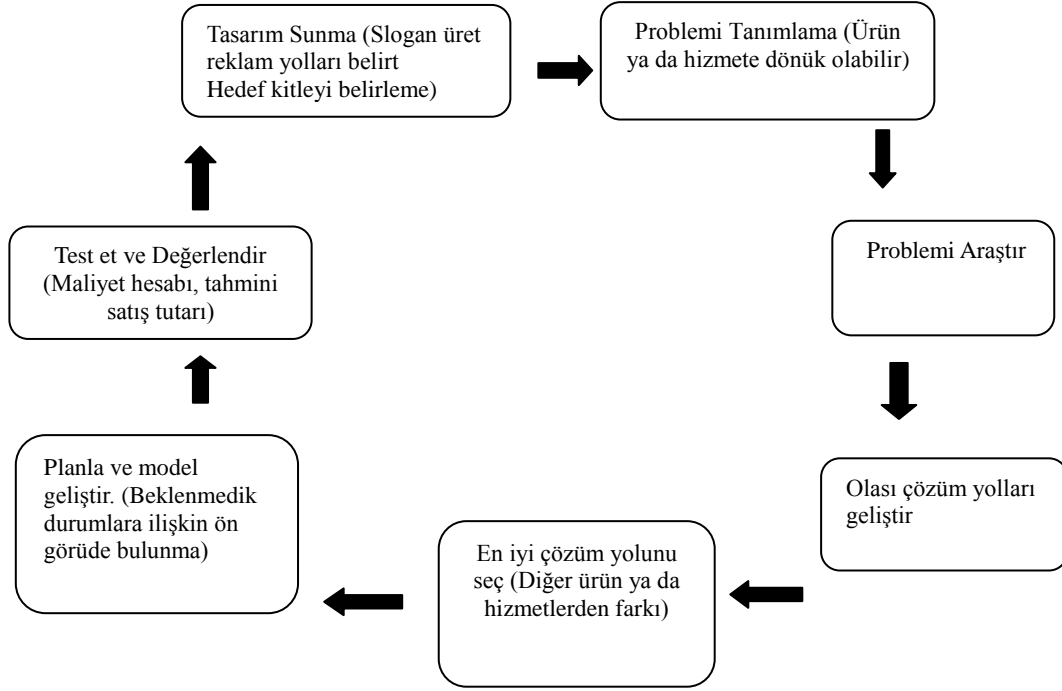 Tasarım Sunma (Slogan üret
reklam yolları belirt
Hedef kitleyi belirleme)
Problemi Tanımlama (Ürün
ya da hizmete dönük olabilir)
Problemi Araştır
Olası çözüm yolları
geliştir
En iyi çözüm yolunu
seç (Diğer ürün ya da
hizmetlerden farkı)
Planla ve model
geliştir. (Beklenmedik
durumlara ilişkin ön
görüde bulunma)
Test et ve Değerlendir
(Maliyet hesabı, tahmini
satış tutarı)